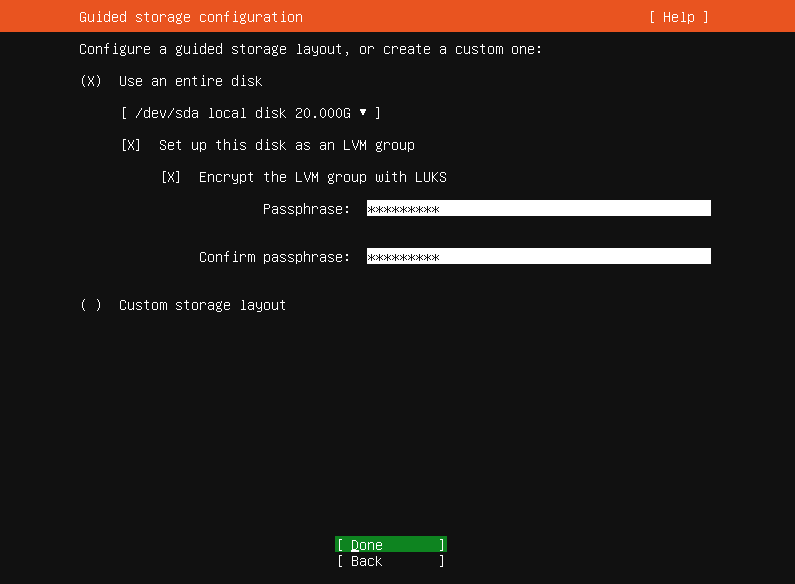 Guided storage configuration [ Help ]
Configure a guided storage layout, or create a custom one:
(X) Use an entire disk
[ /dev/sda local disk 20.000G ▾ ]
[X] Set up this disk as an LVM group
[X] Encrypt the LVM group with LUKS
Passphrase: *********
Confirm passphrase: *********
( ) Custom storage layout
[ Done ]
[ Back ]